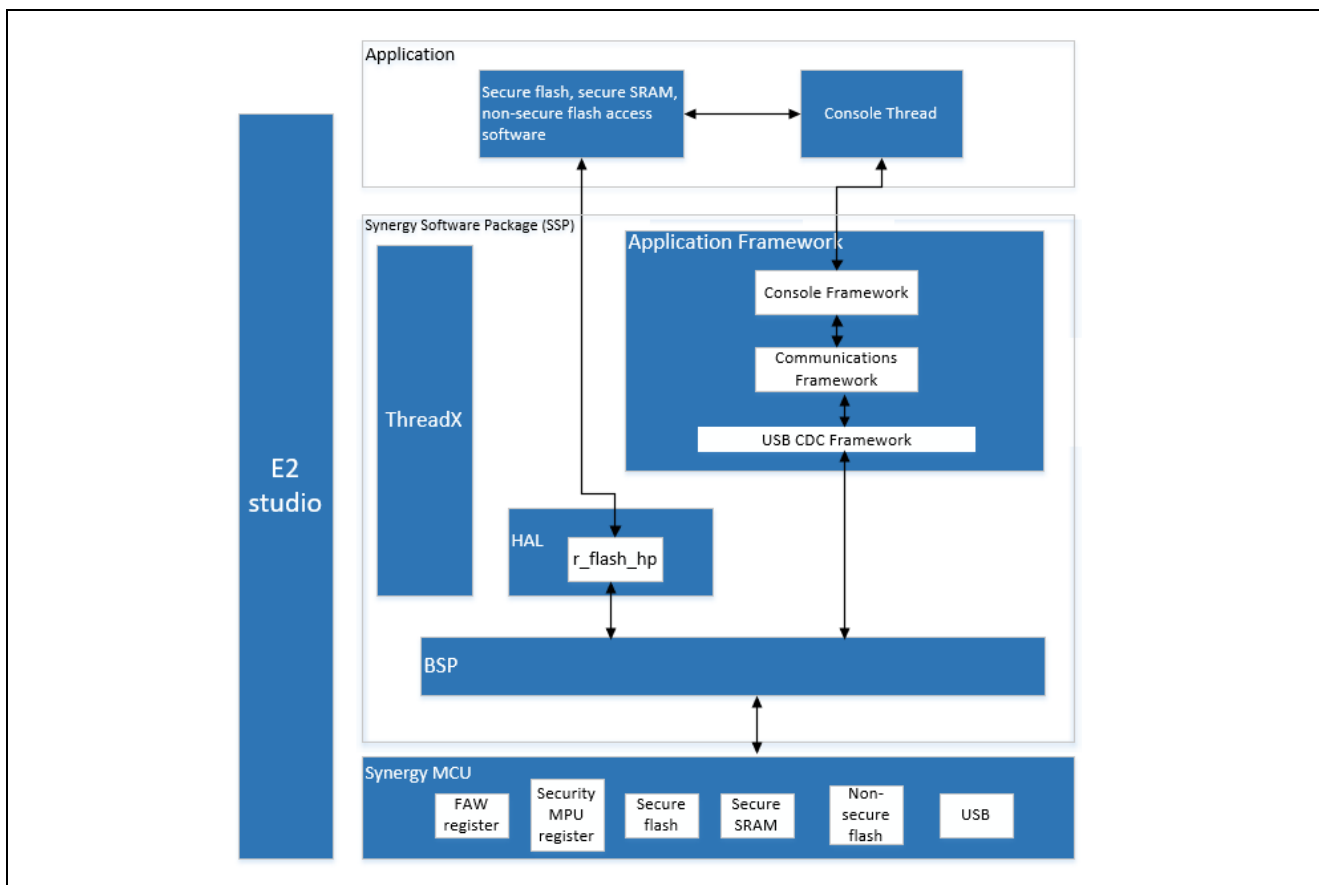 Application
Secure flash, secure SRAM,
non-secure flash access
software
Console Thread
Synergy Software Package (SSP)
Application Framework
Console Framework
Communications
Framework
USB CDC Framework
ThreadX
E2
studio
HAL
r_flash_hp
BSP
Synergy MCU
FAW
register
Security
MPU
register
Secure
flash
Secure
SRAM
Non-
secure
flash
USB